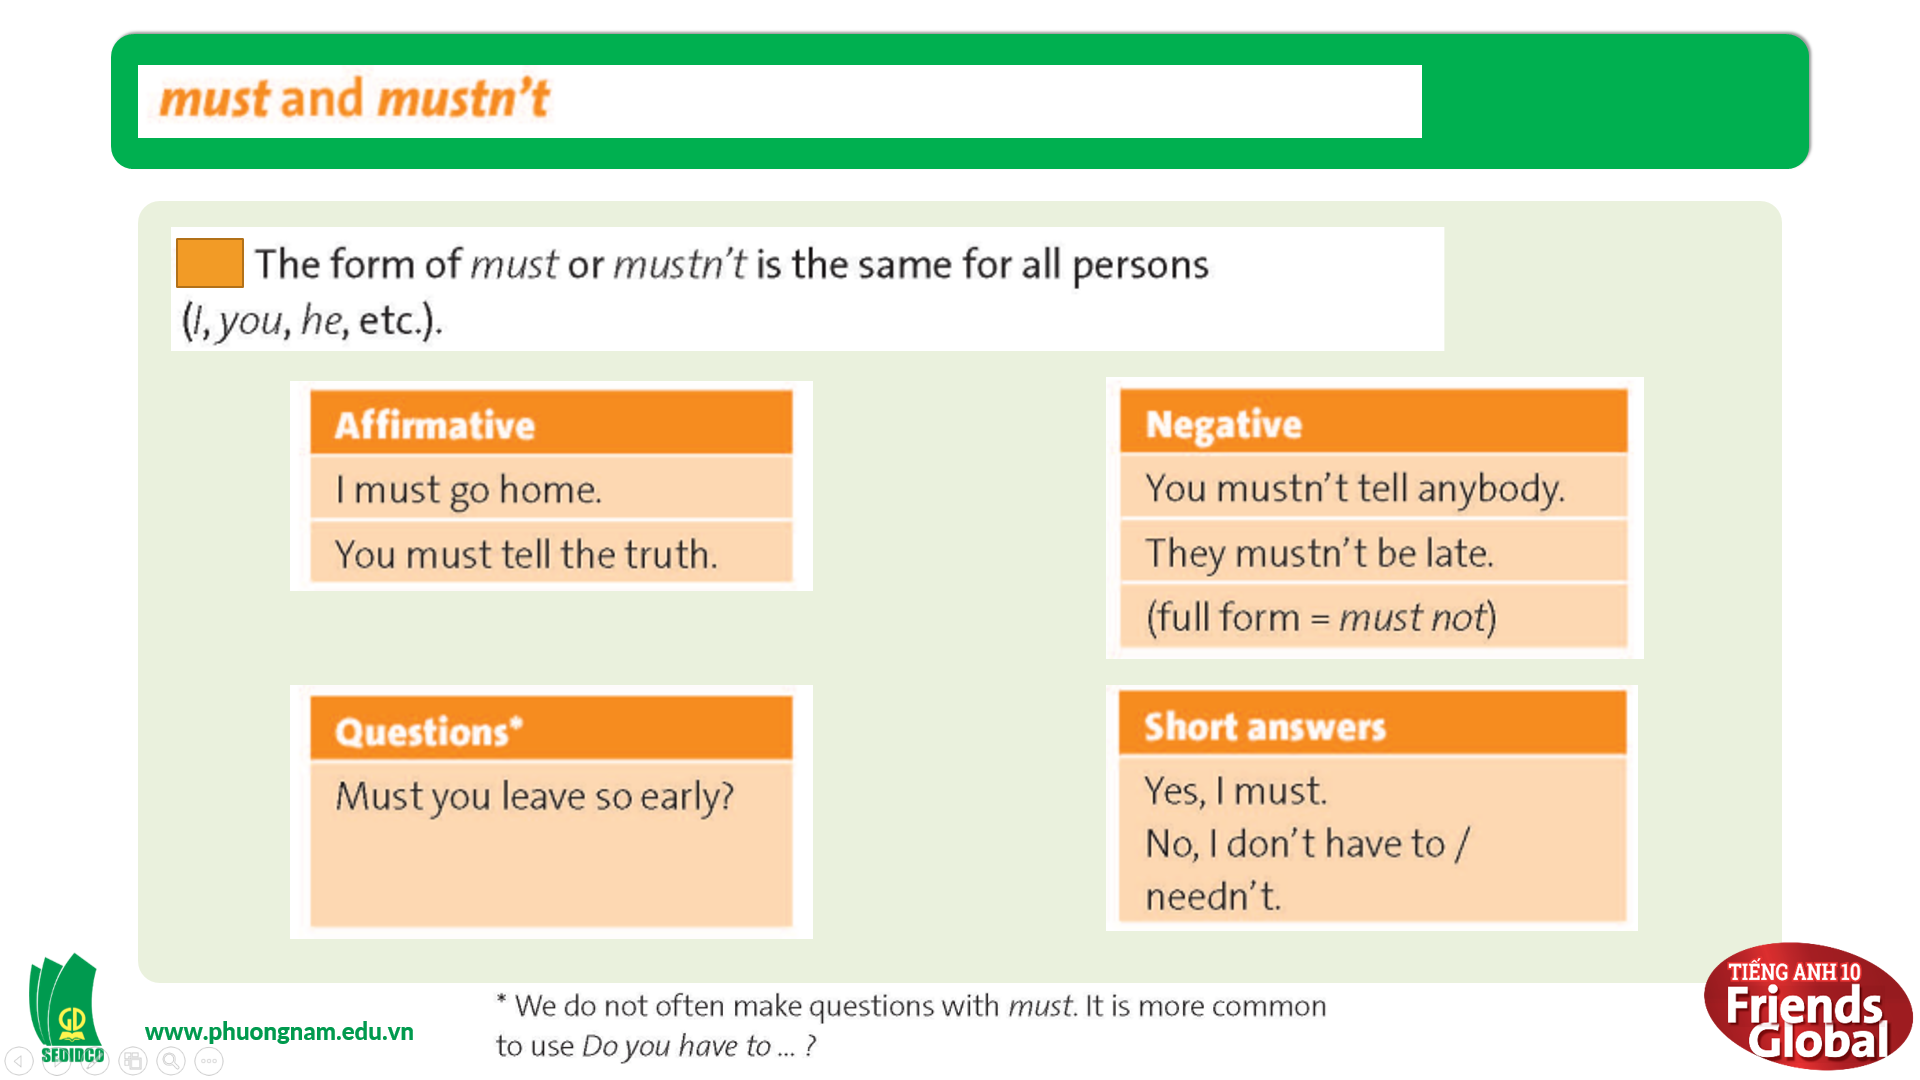 must and mustn't
The form of must or mustn't is the same for all persons
(I, you, he, etc.).
Affirmative
I must go home.
You must tell the truth.
Negative
You mustn't tell anybody.
They mustn't be late.
(full form = must not)
Questions*
Must you leave so early?
Short answers
Yes, I must.
No, I don't have to /
needn't.
* We do not often make questions with must. It is more common
to use Do you have to ... ?
GD
SEDIDCO
www.phuongnam.edu.vn
TIẾNG ANH 10
Friends
Global